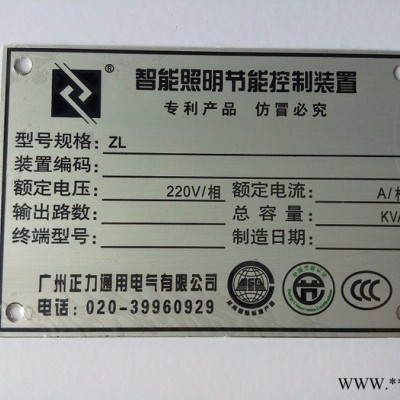 ®
智能照明节能控制装置
专利产品 仿冒必究
型号规格: ZL
装置编码:
额定电压: 220V/相 额定电流: A/相
输出路数: 总容量: KVA
终端型号: 制造日期:
广州正力通用电气有限公司
电话: 020-39960929
CCC
www.**